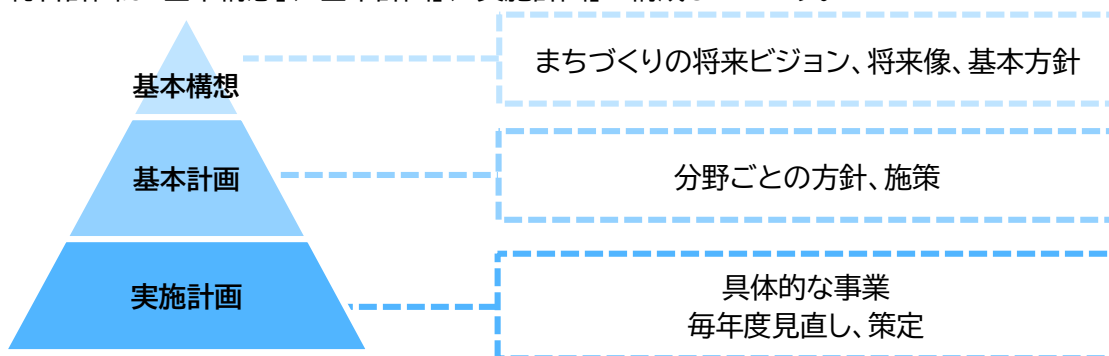 基本構想
まちづくりの将来ビジョン、将来像、基本方針
基本計画
分野ごとの方針、施策
実施計画
具体的な事業
毎年度見直し、策定